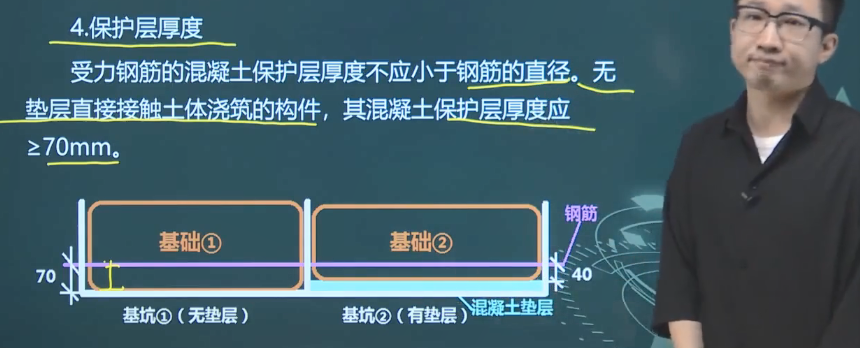 4.保护层厚度
受力钢筋的混凝土保护层厚度不应小于钢筋的直径。无
垫层直接接触土体浇筑的构件，其混凝土保护层厚度应
≥70mm。
钢筋
基础①
基础②
70
40
混凝土垫层
基坑①（无垫层）
基坑②（有垫层）